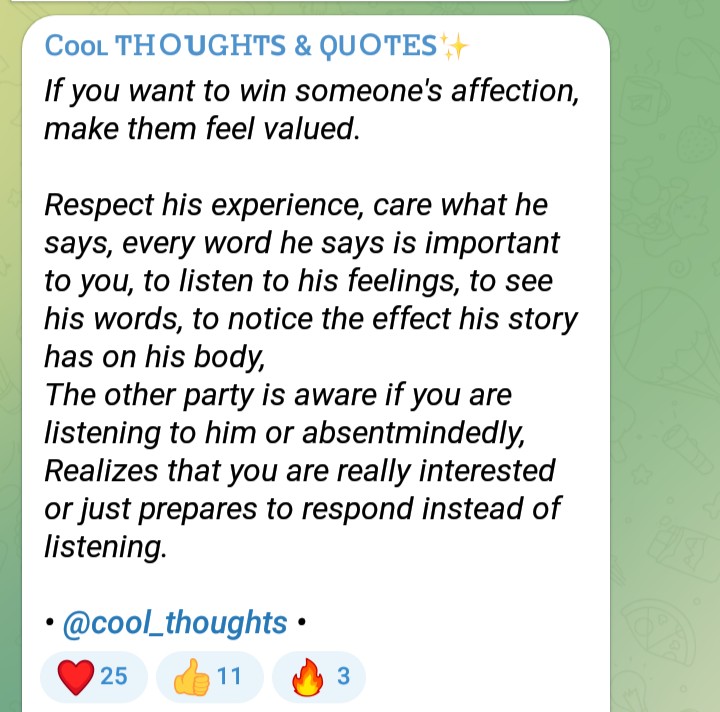 Cool THOUGHTS & QUOTES✨
If you want to win someone's affection,
make them feel valued.
Respect his experience, care what he
says, every word he says is important
to you, to listen to his feelings, to see
his words, to notice the effect his story
has on his body,
The other party is aware if you are
listening to him or absentmindedly,
Realizes that you are really interested
or just prepares to respond instead of
listening.
• @cool_thoughts •
❤️ 25 👍 11 🔥 3